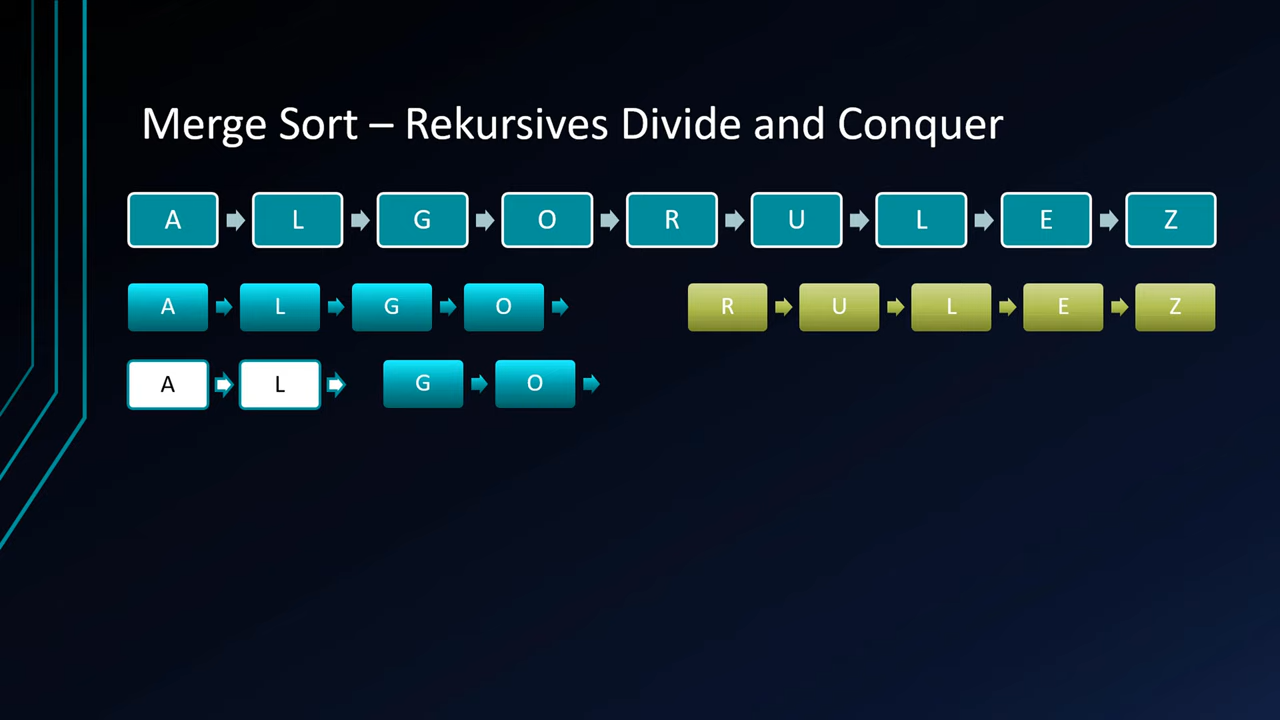 Merge Sort – Rekursives Divide and Conquer
A L G O R U L E Z
A L G O R U L E Z
A L G O